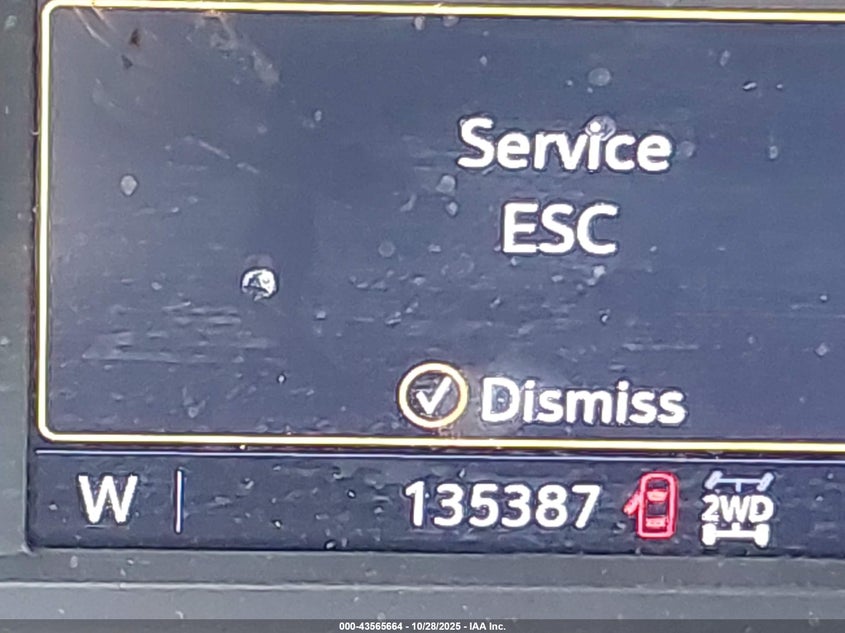 Service
ESC
Dismiss
W 135387 2WD
000-43565664 - 10/28/2025 - IAA Inc.